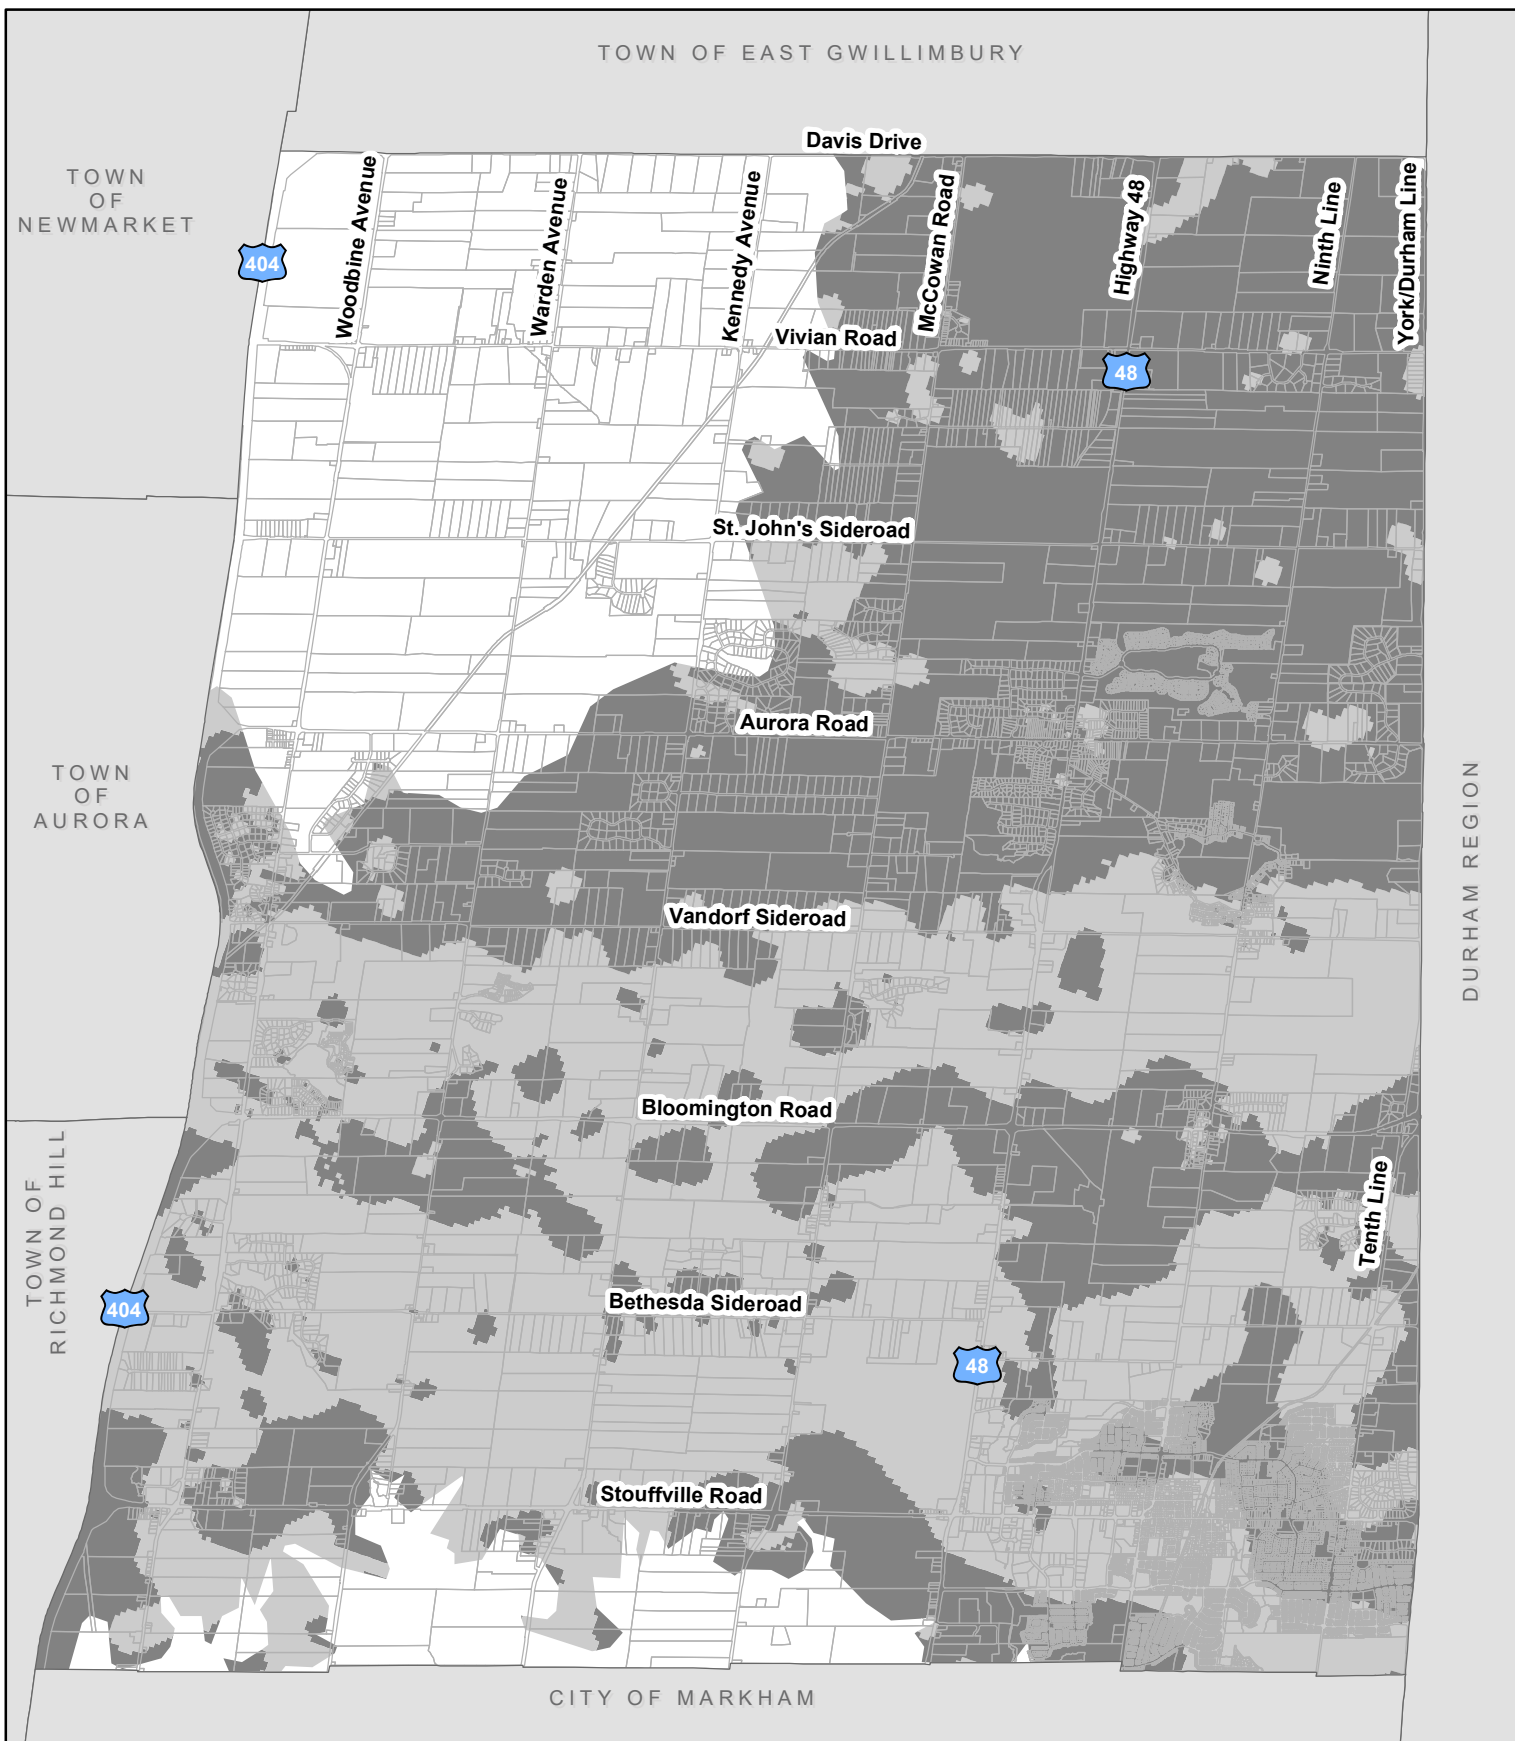 TOWN OF EAST GWILLIMBURY
Davis Drive
TOWN
OF
NEWMARKET
Woodbine Avenue
Warden Avenue
Kennedy Avenue
McCowan Road
Highway 48
Ninth Line
York/Durham Line
404
Vivian Road
48
St. John's Sideroad
Aurora Road
TOWN
OF
AURORA
DURHAM REGION
Vandorf Sideroad
Bloomington Road
TOWN OF
RICHMOND HILL
Tenth Line
404
Bethesda Sideroad
48
Stouffville Road
CITY OF MARKHAM